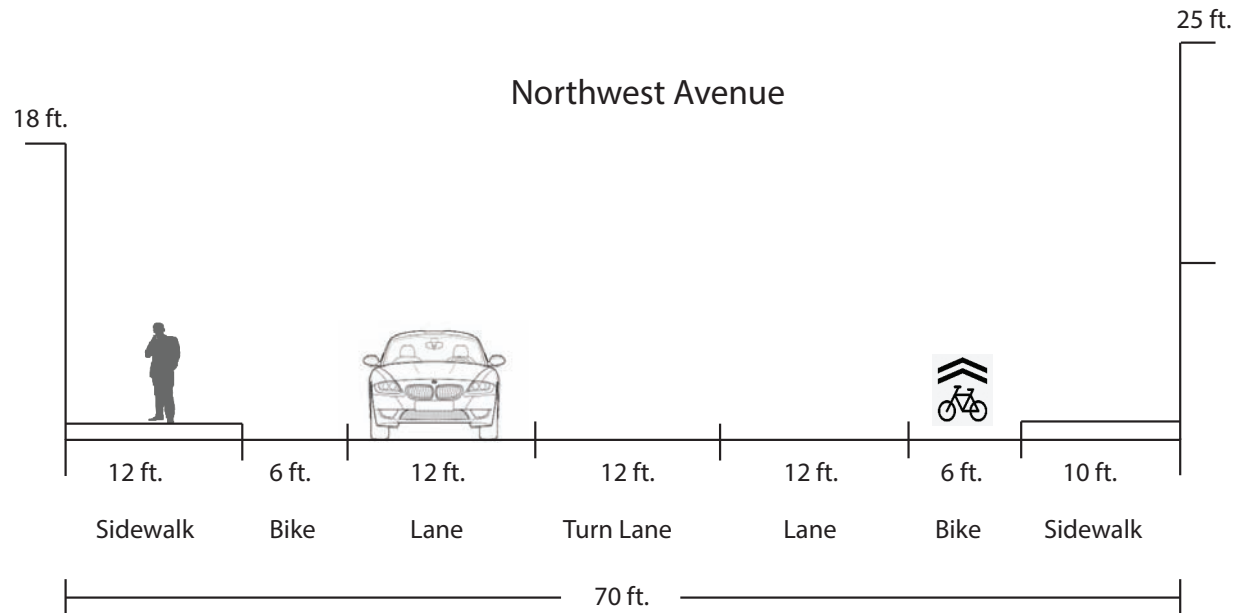 25 ft.
Northwest Avenue
18 ft.
12 ft. 6 ft. 12 ft. 12 ft. 12 ft. 6 ft. 10 ft.
Sidewalk Bike Lane Turn Lane Lane Bike Sidewalk
70 ft.